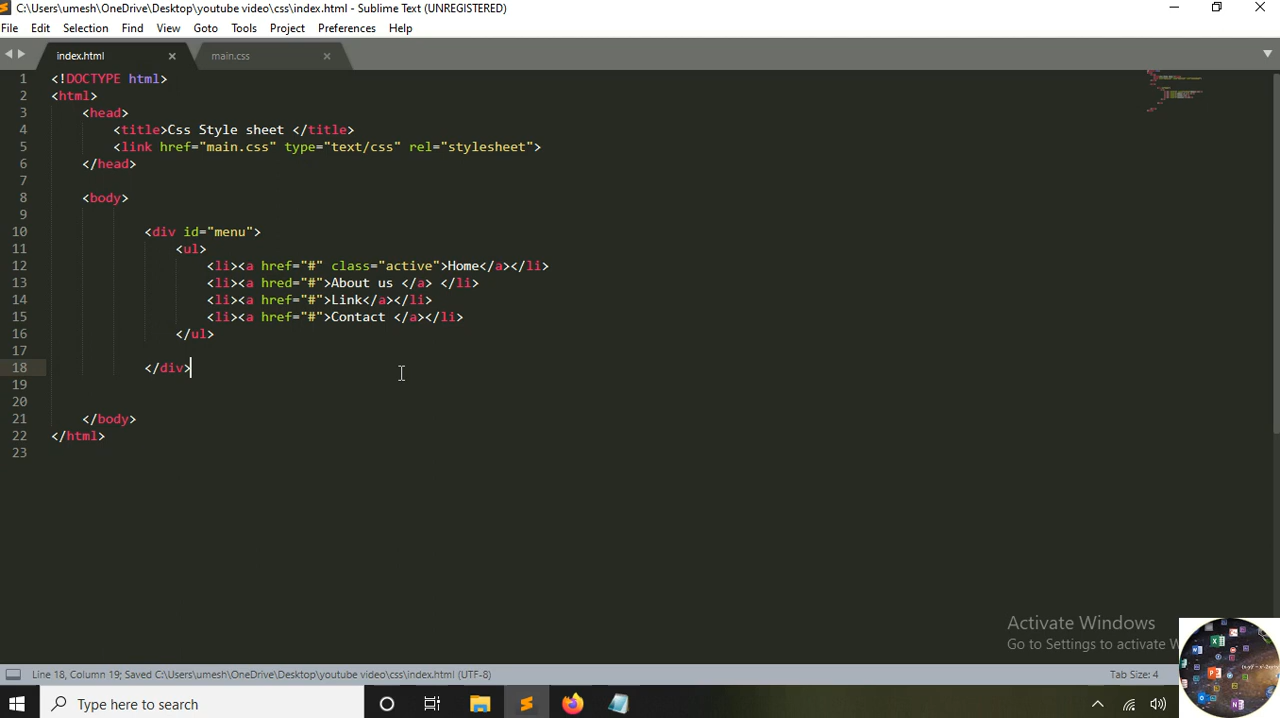 C:\Users\umesh\OneDrive\Desktop\youtube video\css\index.html - Sublime Text (UNREGISTERED)
File Edit Selection Find View Goto Tools Project Preferences Help
index.html main.css
1 <!DOCTYPE html>
2 <html>
3 <head>
4 <title>Css Style sheet </title>
5 <link href="main.css" type="text/css" rel="stylesheet">
6 </head>
7
8 <body>
9
10 <div id="menu">
11 <ul>
12 <li><a href="#" class="active">Home</a></li>
13 <li><a hred="#">About us </a> </li>
14 <li><a href="#">Link</a></li>
15 <li><a href="#">Contact </a></li>
16 </ul>
17
18 </div>
19
20
21 </body>
22 </html>
23
Activate Windows
Go to Settings to activate W
Line 18, Column 19; Saved C:\Users\umesh\OneDrive\Desktop\youtube video\css\index.html (UTF-8) Tab Size: 4
Type here to search